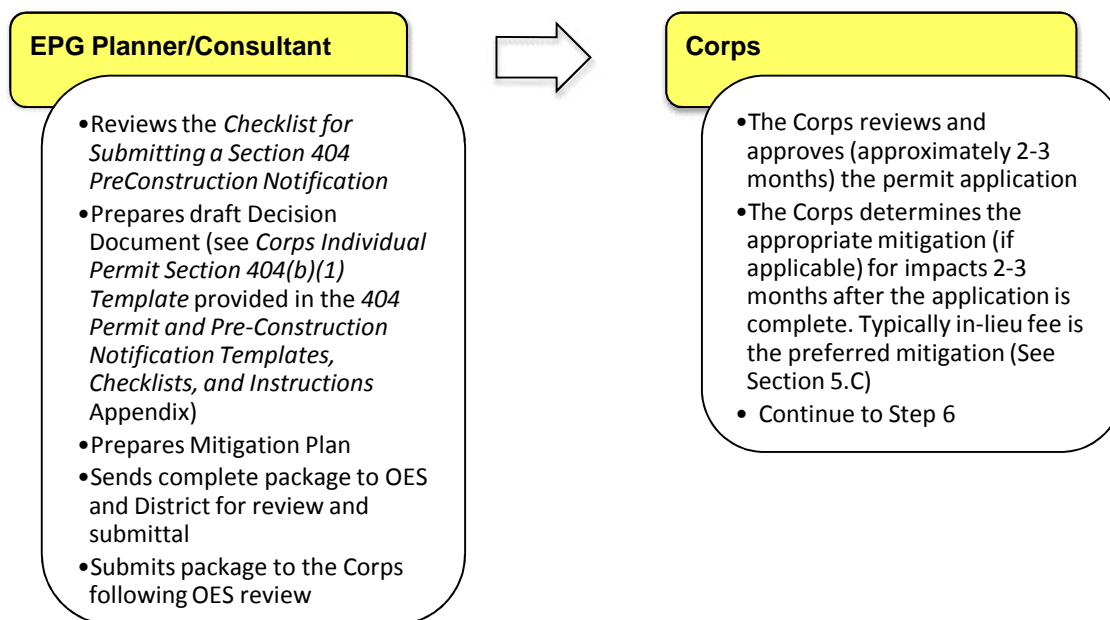 EPG Planner/Consultant
•Reviews the Checklist for
Submitting a Section 404
PreConstruction Notification
•Prepares draft Decision
Document (see Corps Individual
Permit Section 404(b)(1)
Template provided in the 404
Permit and Pre-Construction
Notification Templates,
Checklists, and Instructions
Appendix)
•Prepares Mitigation Plan
•Sends complete package to OES
and District for review and
submittal
•Submits package to the Corps
following OES review
Corps
•The Corps reviews and
approves (approximately 2-3
months) the permit application
•The Corps determines the
appropriate mitigation (if
applicable) for impacts 2-3
months after the application is
complete. Typically in-lieu fee is
the preferred mitigation (See
Section 5.C)
• Continue to Step 6